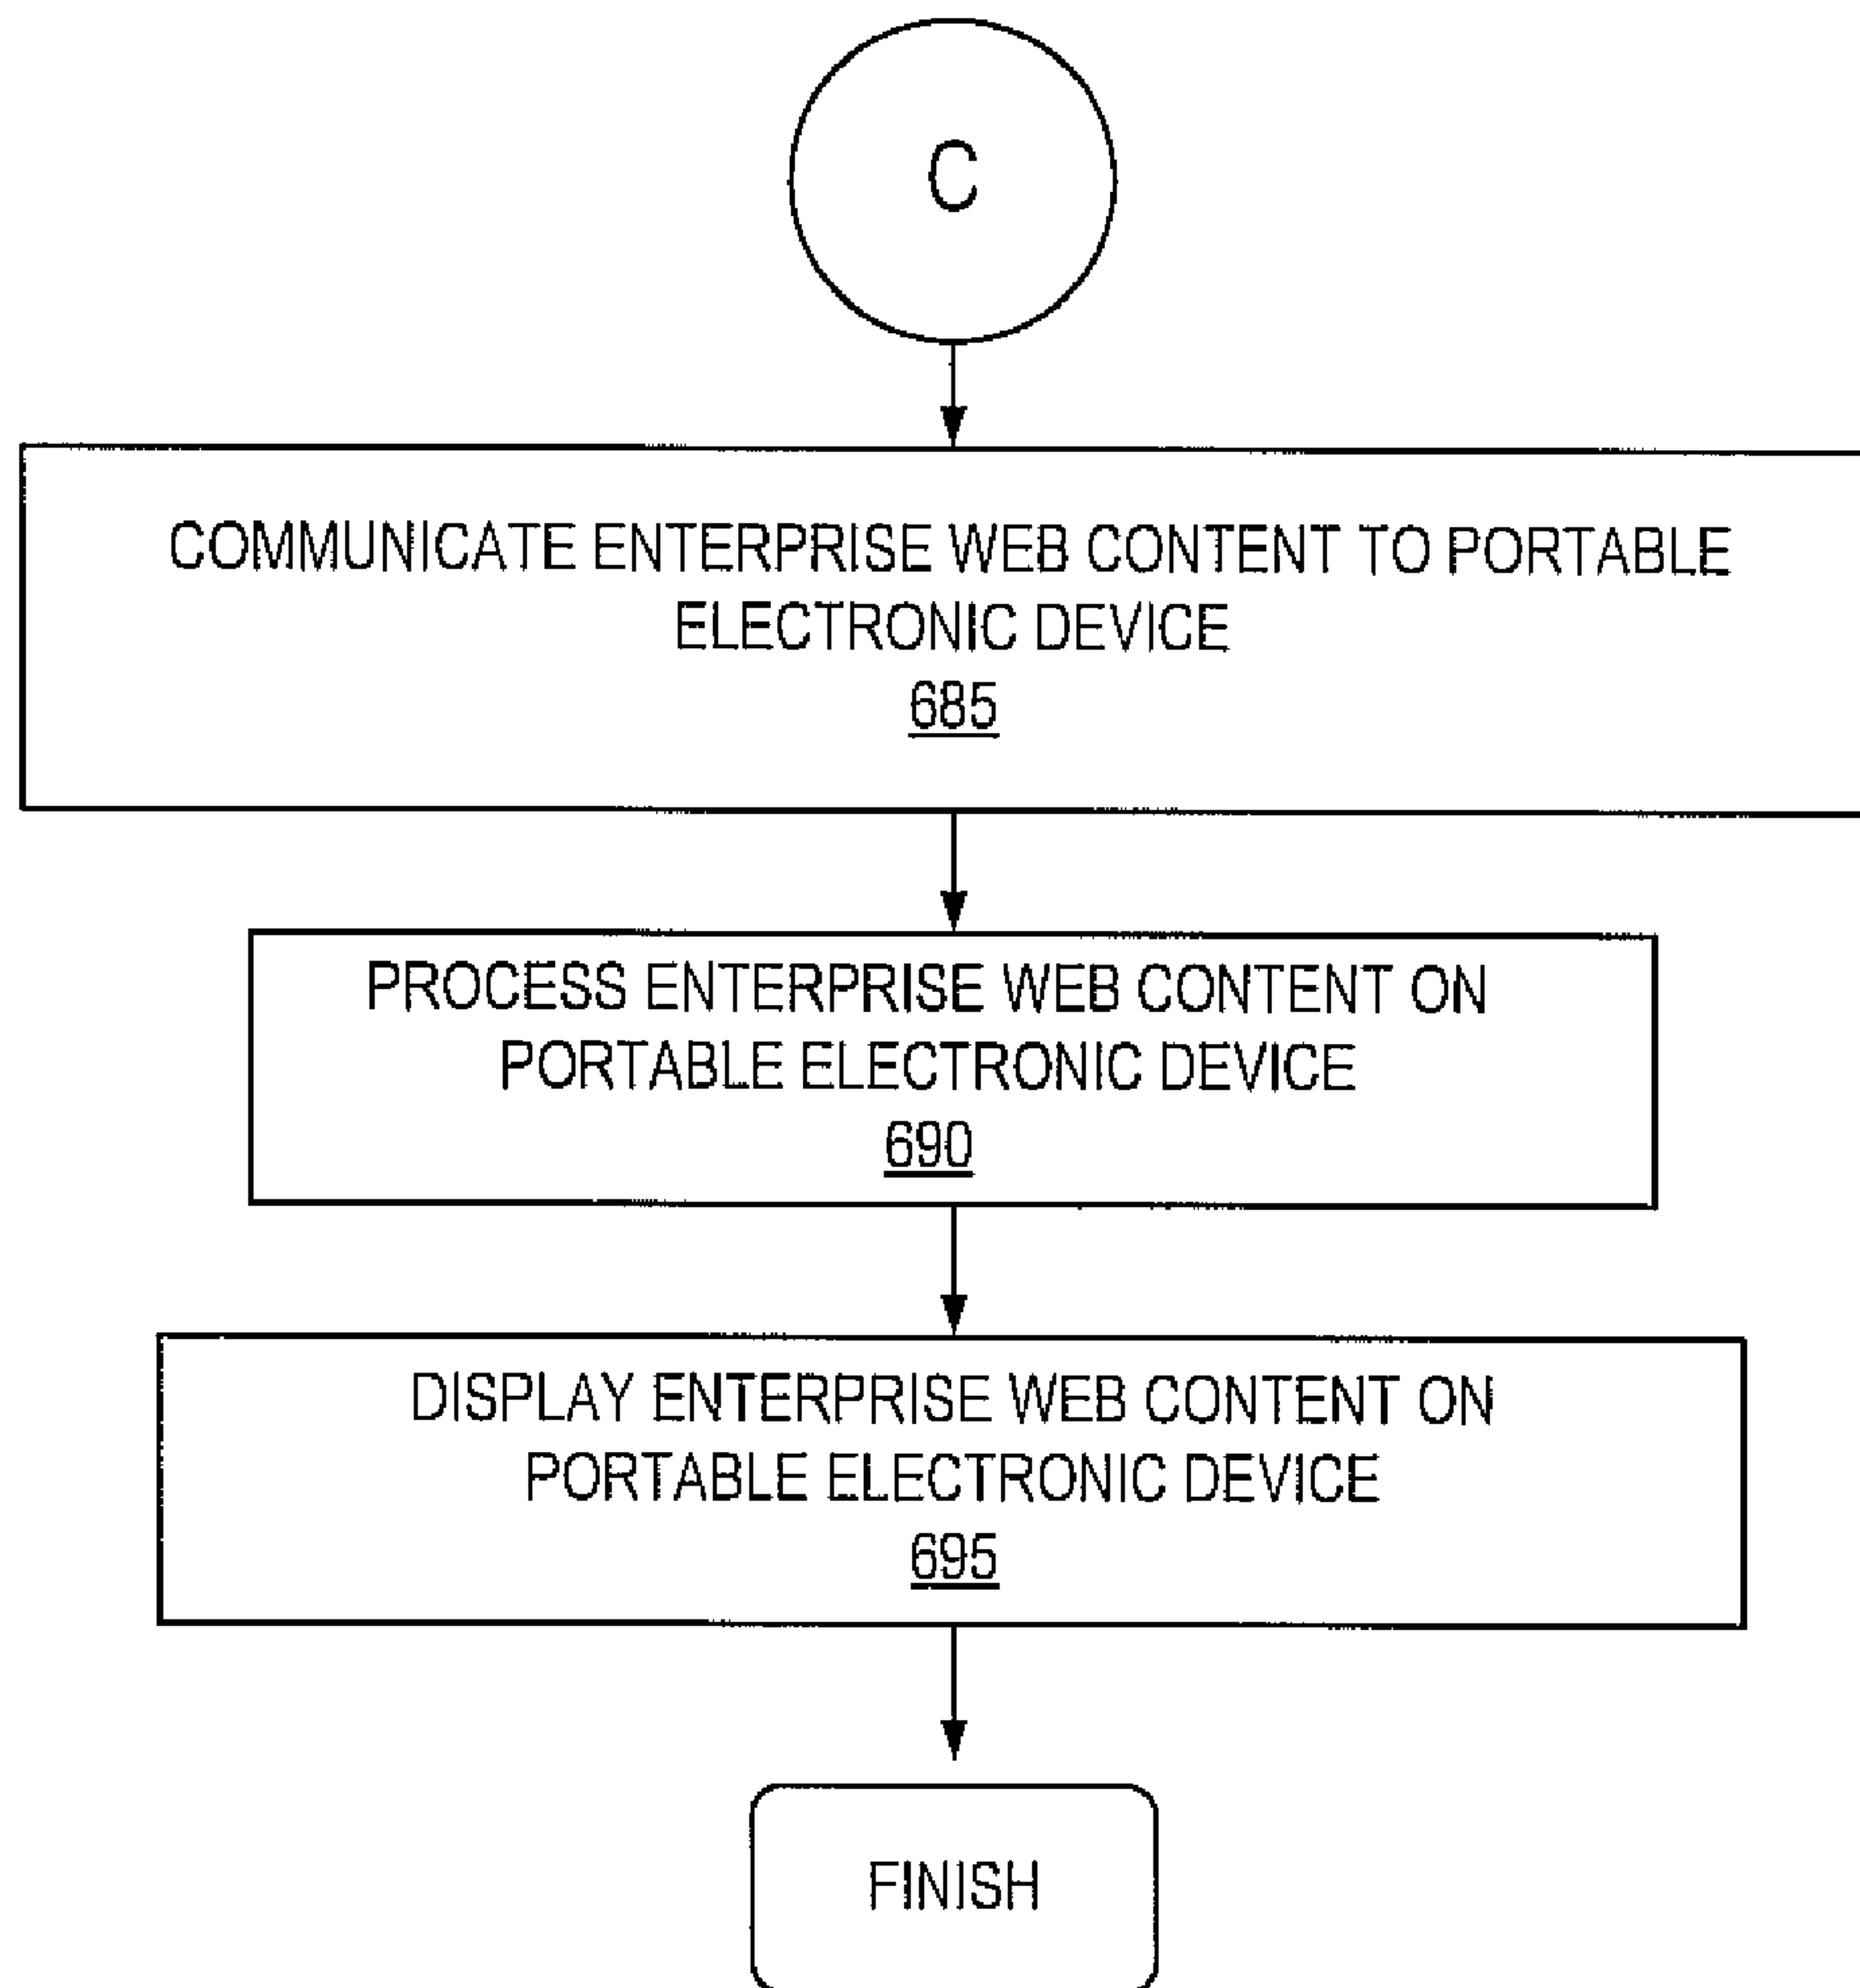 C
COMMUNICATE ENTERPRISE WEB CONTENT TO PORTABLE
ELECTRONIC DEVICE
685
PROCESS ENTERPRISE WEB CONTENT ON
PORTABLE ELECTRONIC DEVICE
690
DISPLAY ENTERPRISE WEB CONTENT ON
PORTABLE ELECTRONIC DEVICE
695
FINISH